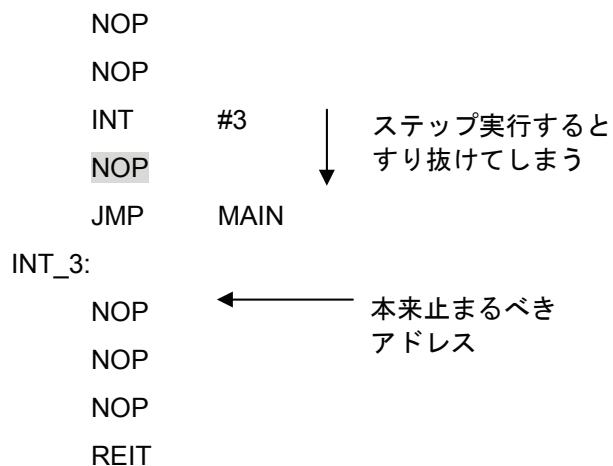 NOP
NOP
INT #3
ステップ実行すると
NOP
すり抜けてしまう
JMP MAIN
INT_3:
NOP
本来止まるべき
アドレス
NOP
NOP
REIT